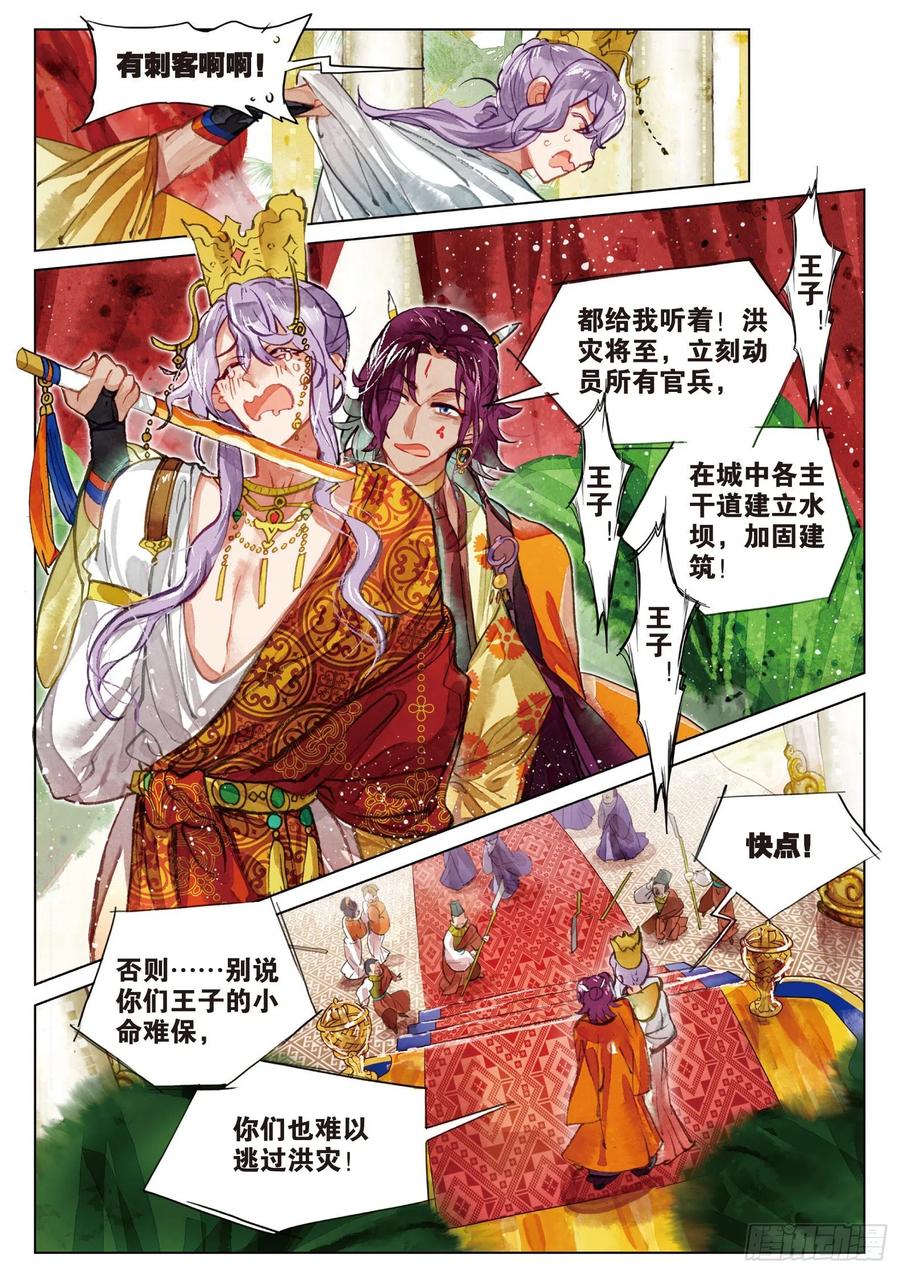 有刺客啊啊！
王子！
都给我听着！洪
灾将至，立刻动
员所有官兵，
王子！
在城中各主
干道建立水
坝，加固建
筑！
王子！
快点！
否则……别说
你们王子的小
命难保，
你们也难以
逃过洪灾！
腾讯动漫